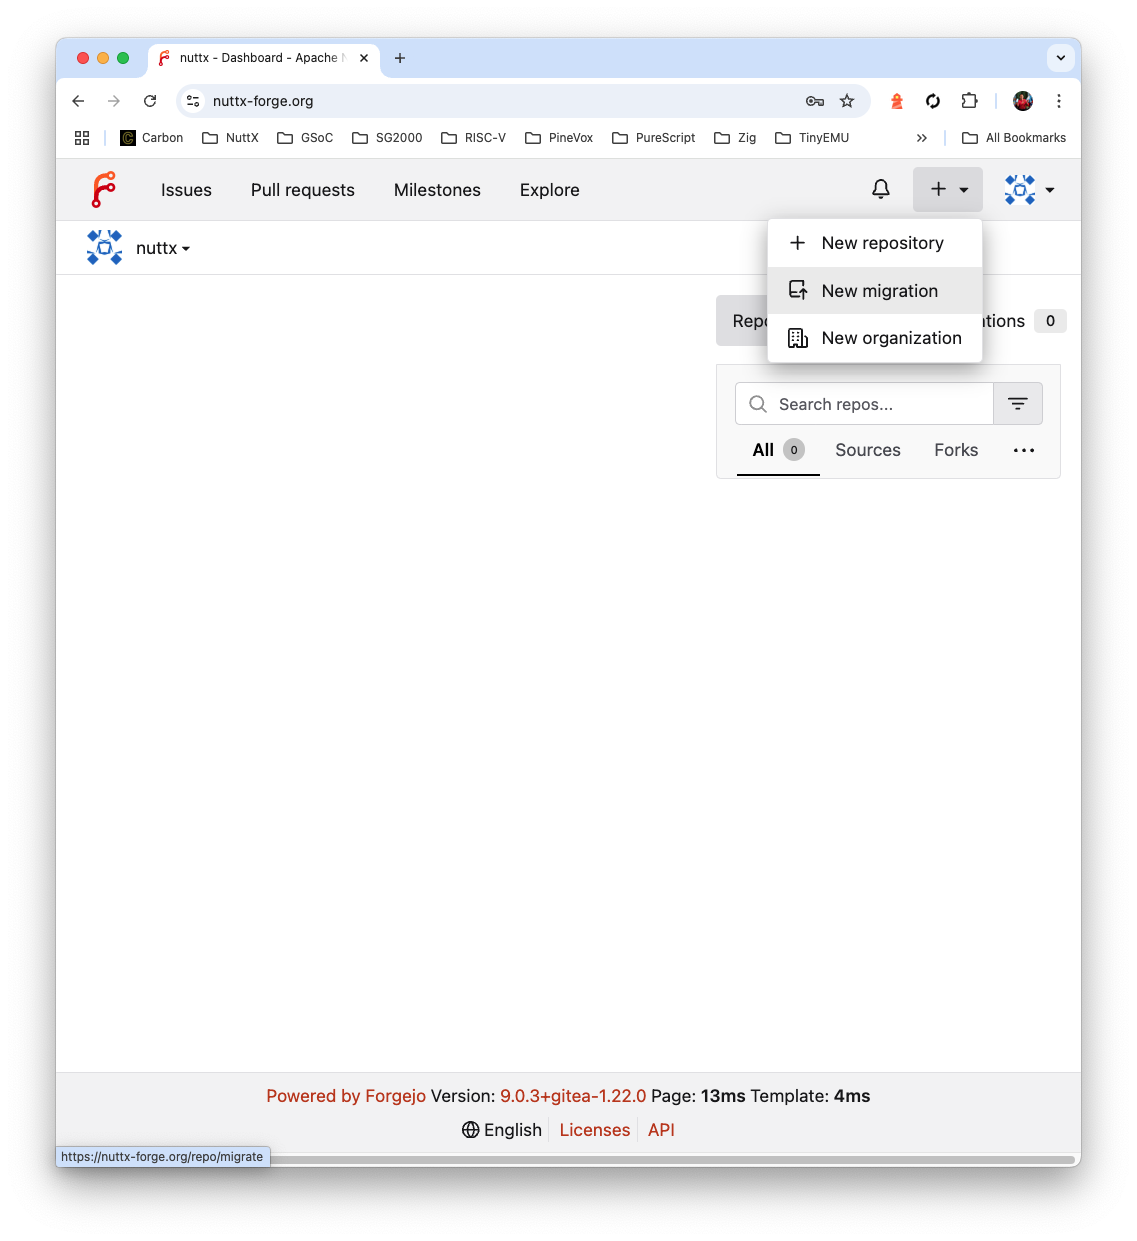 nuttx - Dashboard - Apache N
nuttx-forge.org
Carbon NuttX GSoC SG2000 RISC-V PineVox PureScript Zig TinyEMU » All Bookmarks
Issues Pull requests Milestones Explore
nuttx
New repository
New migration
New organization
Repo
ations 0
Search repos...
All 0 Sources Forks
Powered by Forgejo Version: 9.0.3+gitea-1.22.0 Page: 13ms Template: 4ms
English Licenses API
https://nuttx-forge.org/repo/migrate